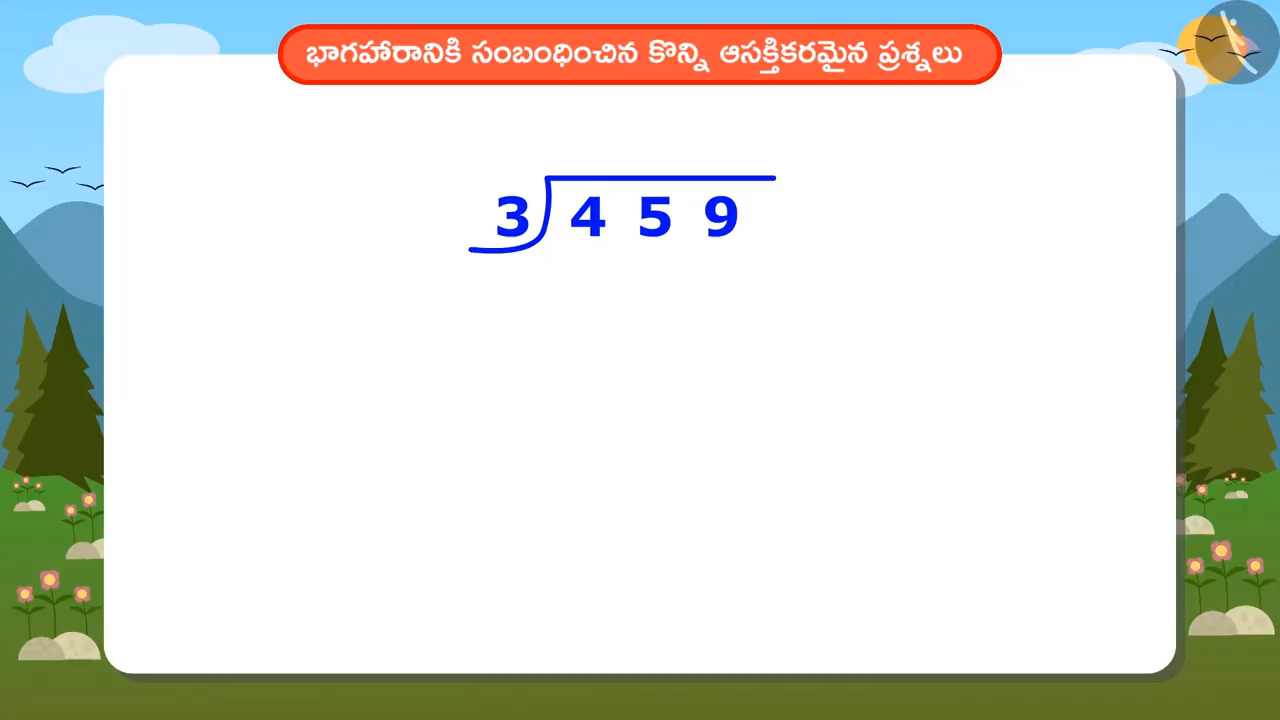 భాగహారానికి సంబంధించిన కొన్ని ఆసక్తికరమైన ప్రశ్నలు
3 4 5 9